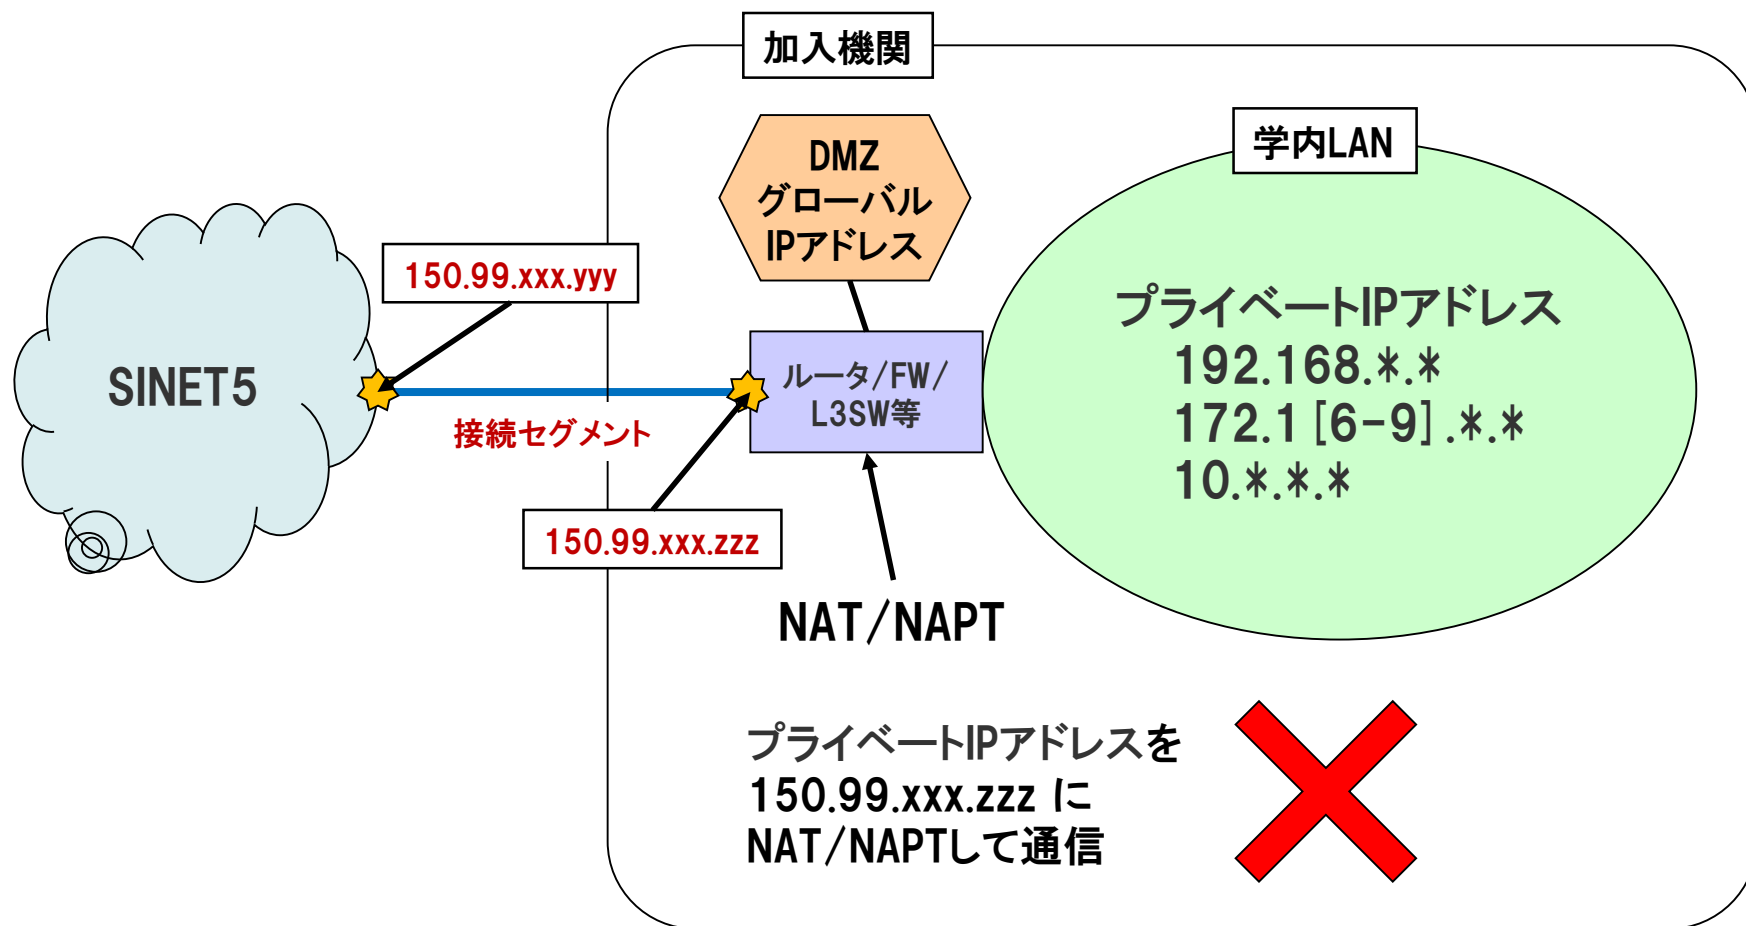 加入機関
学内LAN
DMZ
グローバル
IPアドレス
150.99.xxx.yyy
SINET5
接続セグメント
ルータ/FW/
L3SW等
プライベートIPアドレス
192.168.*.*
172.1[6-9].*.*
10.*.*.*
150.99.xxx.zzz
NAT/NAPT
プライベートIPアドレスを
150.99.xxx.zzz に
NAT/NAPTして通信